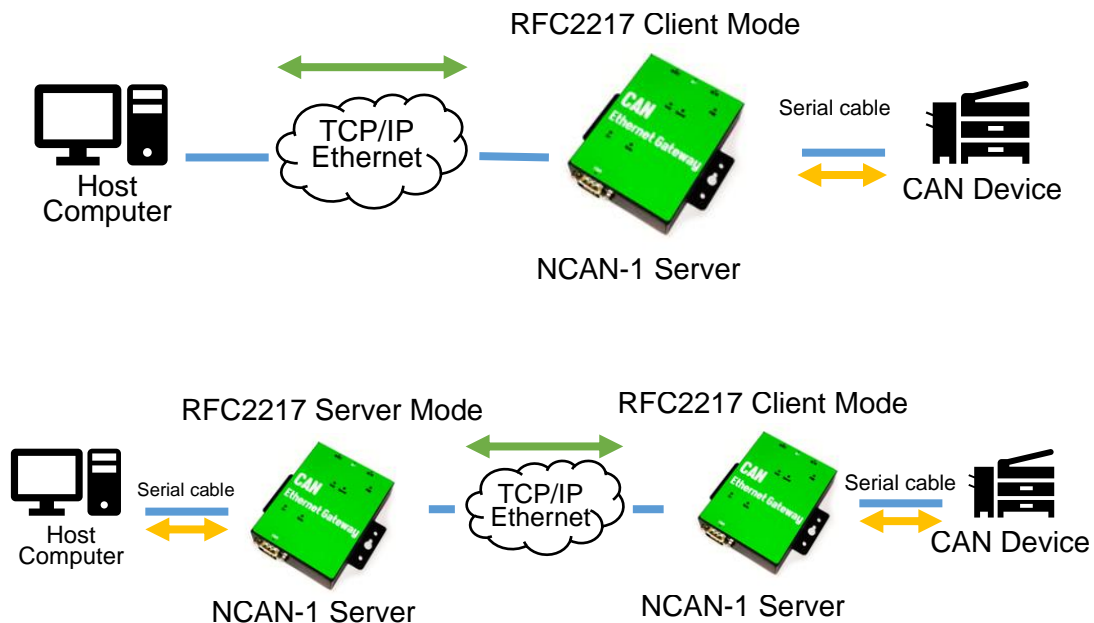 RFC2217 Client Mode
TCP/IP
Ethernet
CAN
Ethernet Gateway
Serial cable
Host
Computer
CAN Device
NCAN-1 Server
RFC2217 Server Mode
RFC2217 Client Mode
Serial cable
CAN
Ethernet Gateway
TCP/IP
Ethernet
CAN
Ethernet Gateway
Serial cable
Host
Computer
CAN Device
NCAN-1 Server
NCAN-1 Server